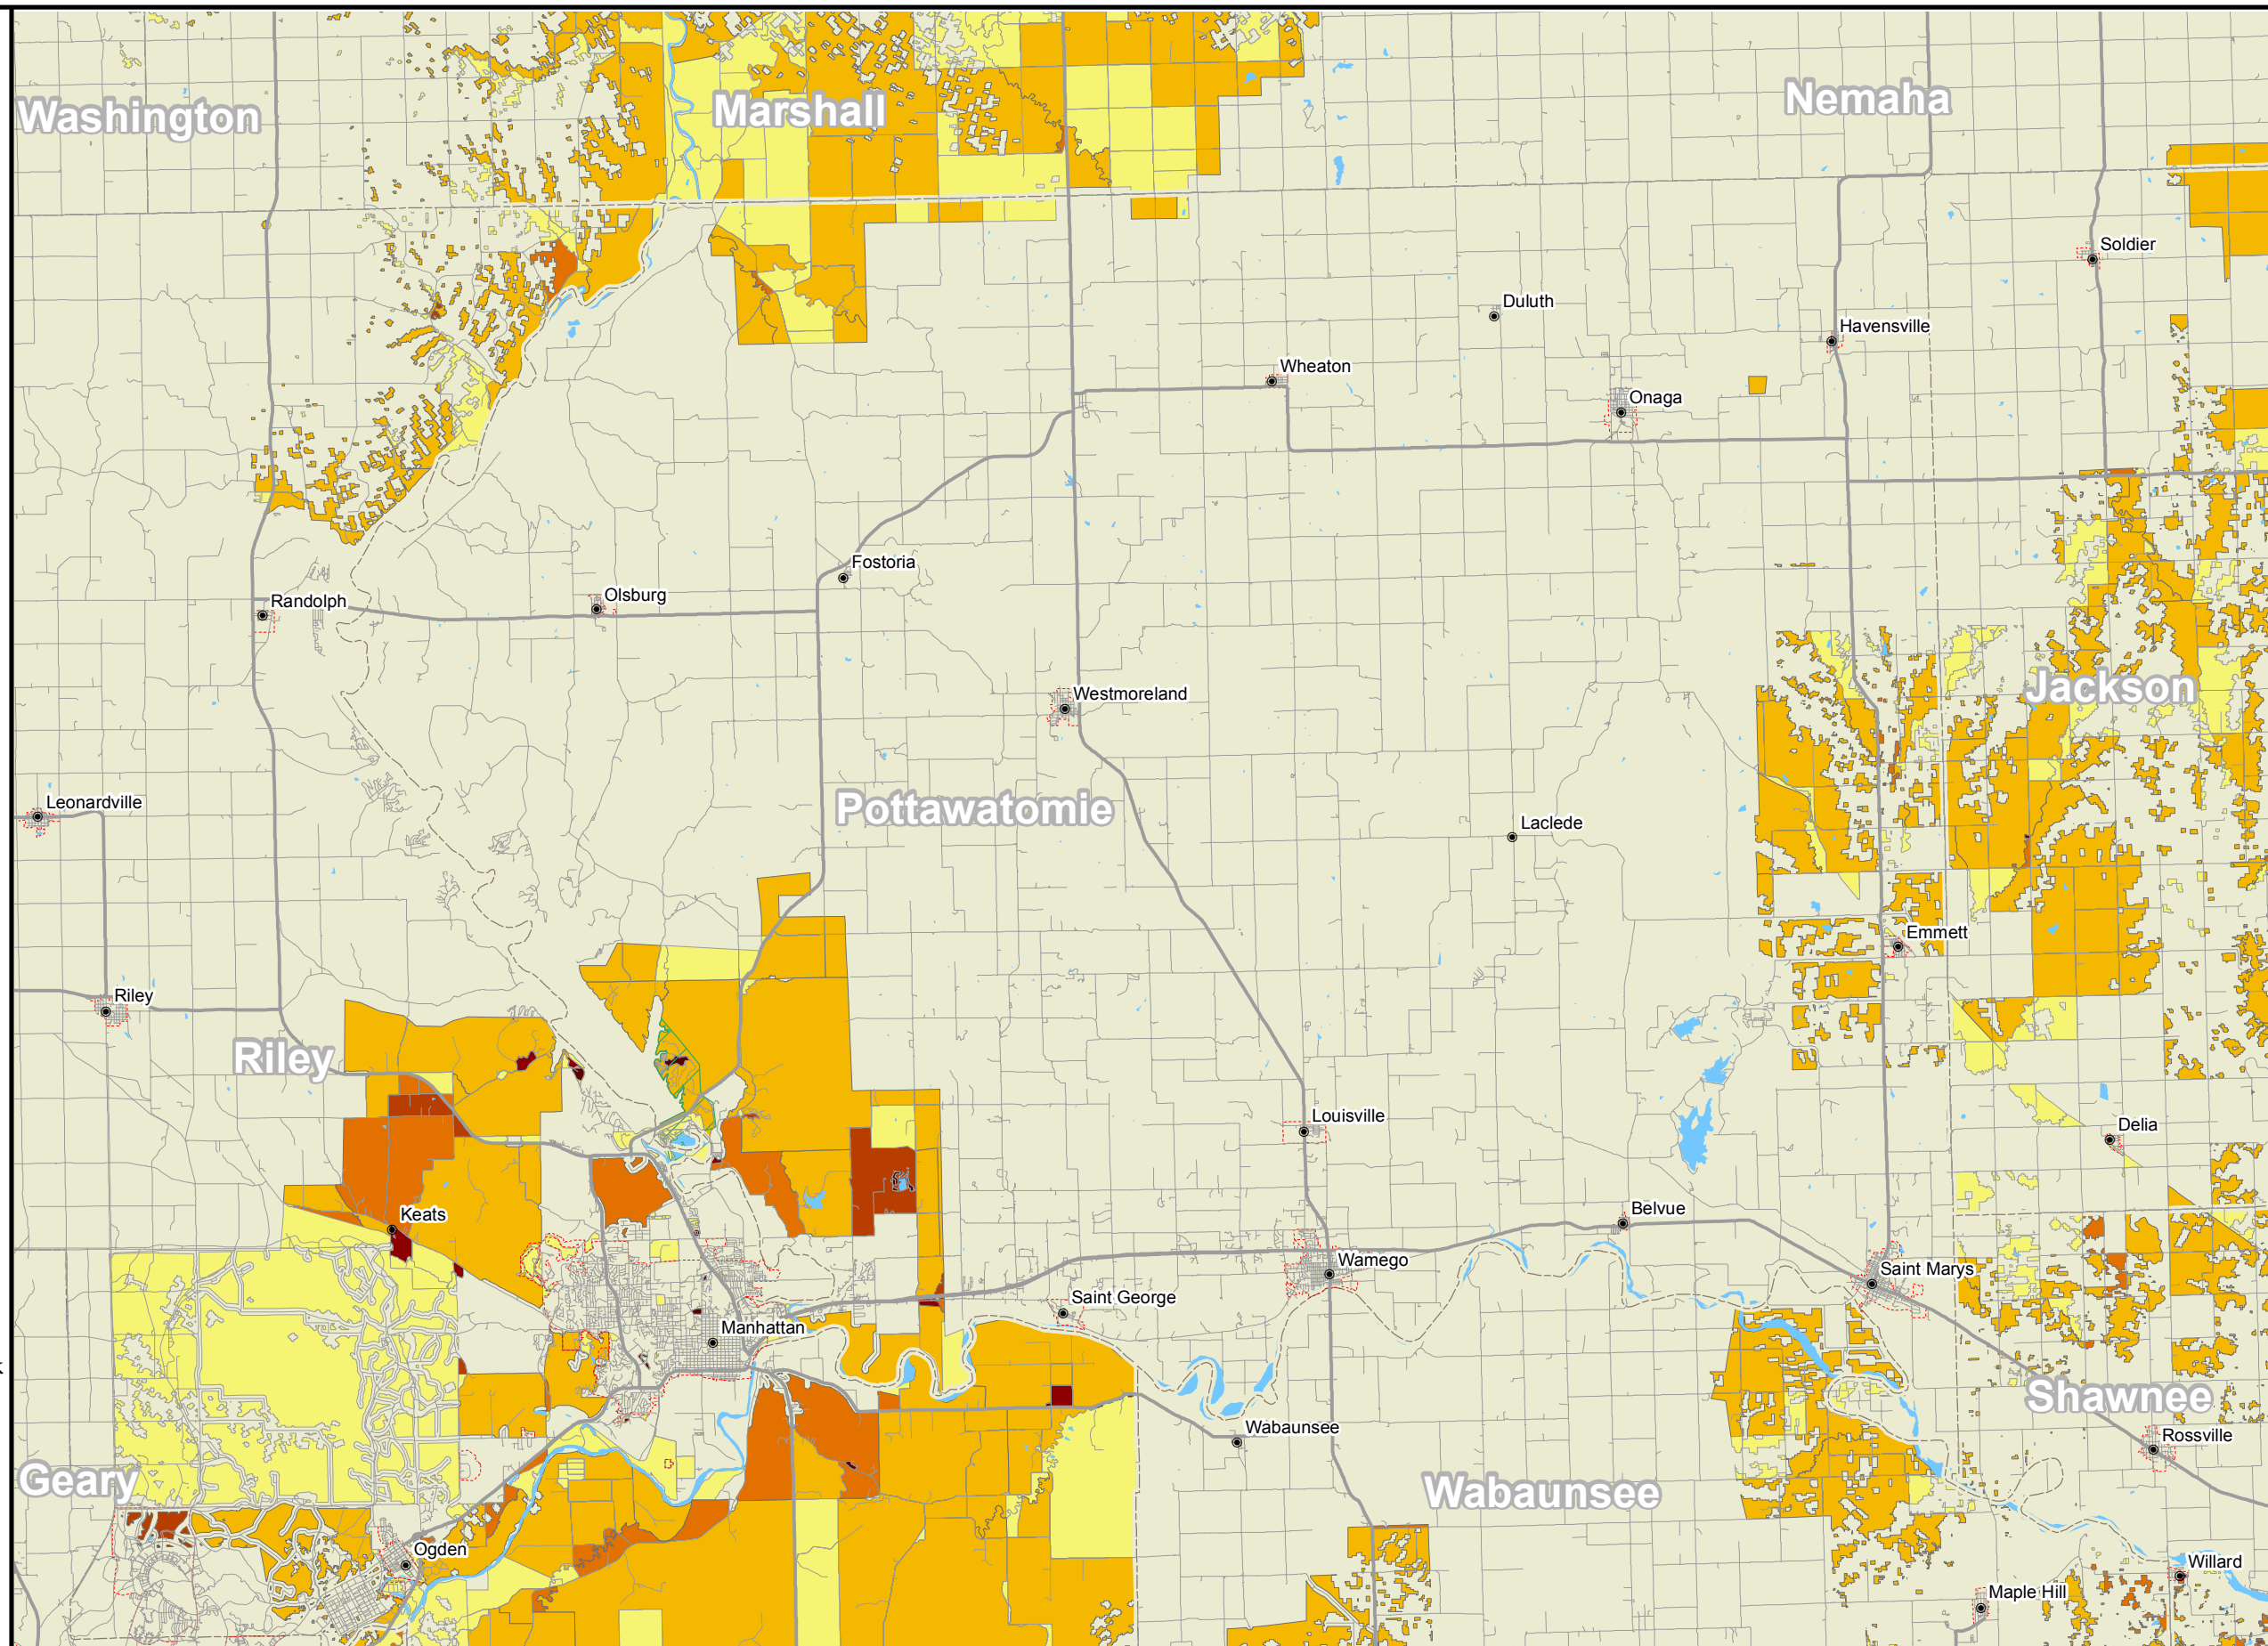 Washington
Marshall
Nemaha
Soldier
Duluth
Havensville
Wheaton
Onaga
Fostoria
Olsburg
Randolph
Westmoreland
Jackson
Leonardville
Pottawatomie
Laclede
Emmett
Riley
Riley
Louisville
Delia
Keats
Belvue
Wamego
Saint Marys
Saint George
Manhattan
Shawnee
Wabaunsee
Rossville
Geary
Wabaunsee
Ogden
Willard
Maple Hill